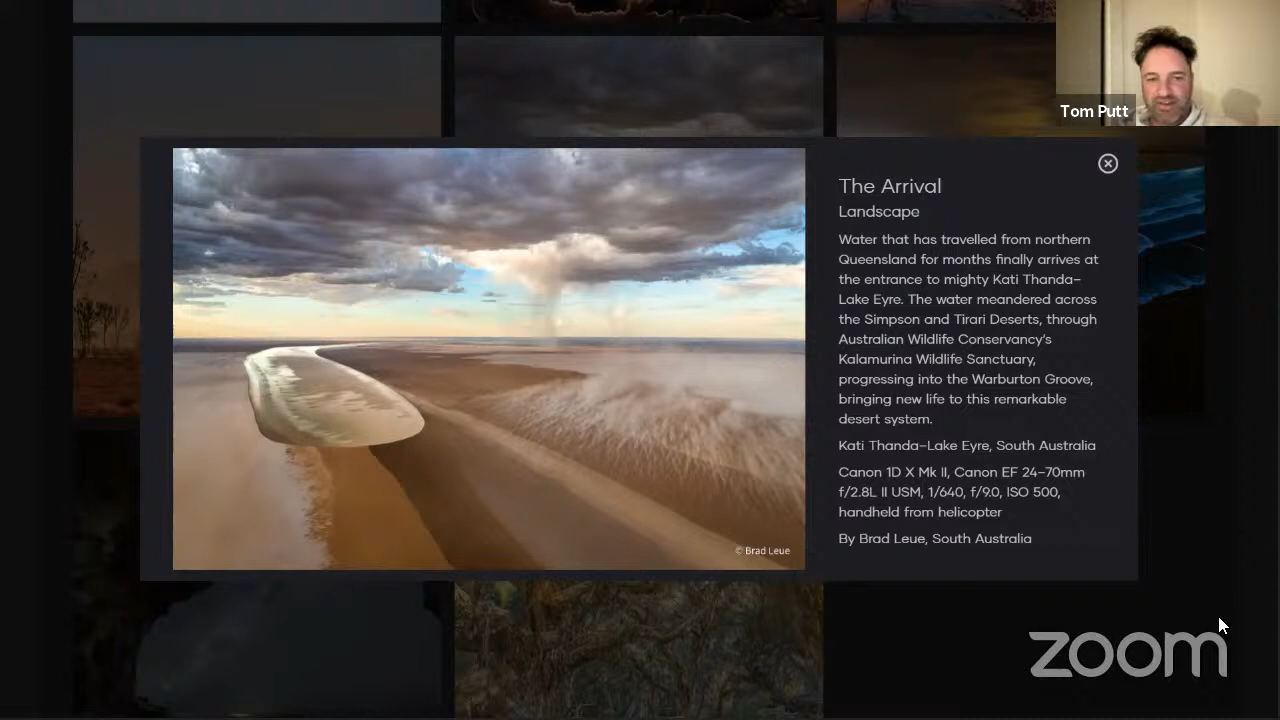 Tom Putt
The Arrival
Landscape
Water that has travelled from northern
Queensland for months finally arrives at
the entrance to mighty Kati Thanda–
Lake Eyre. The water meandered across
the Simpson and Tirari Deserts, through
Australian Wildlife Conservancy's
Kalamurina Wildlife Sanctuary,
progressing into the Warburton Groove,
bringing new life to this remarkable
desert system.
Kati Thanda–Lake Eyre, South Australia
Canon 1D X Mk II, Canon EF 24–70mm
f/2.8L II USM, 1/640, f/9.0, ISO 500,
handheld from helicopter
By Brad Leue, South Australia
© Brad Leue
zoom